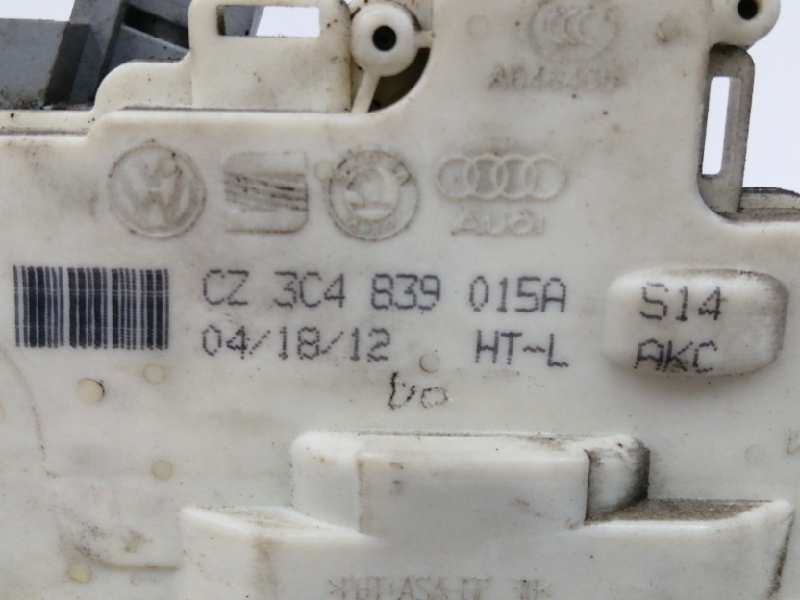 AUDI
CZ 3C4 839 015A
04/18/12 HT-L
S14
AKC